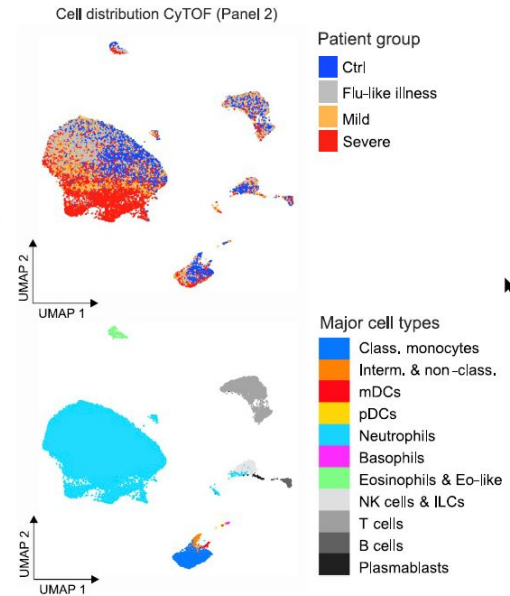 Cell distribution CyTOF (Panel 2)
Patient group
Ctrl
Flu-like illness
Mild
Severe
UMAP 2
UMAP 1
Major cell types
Class. monocytes
Interm. & non-class.
mDCs
pDCs
Neutrophils
Basophils
Eosinophils & Eo-like
NK cells & ILCs
T cells
B cells
Plasmablasts
UMAP 2
UMAP 1